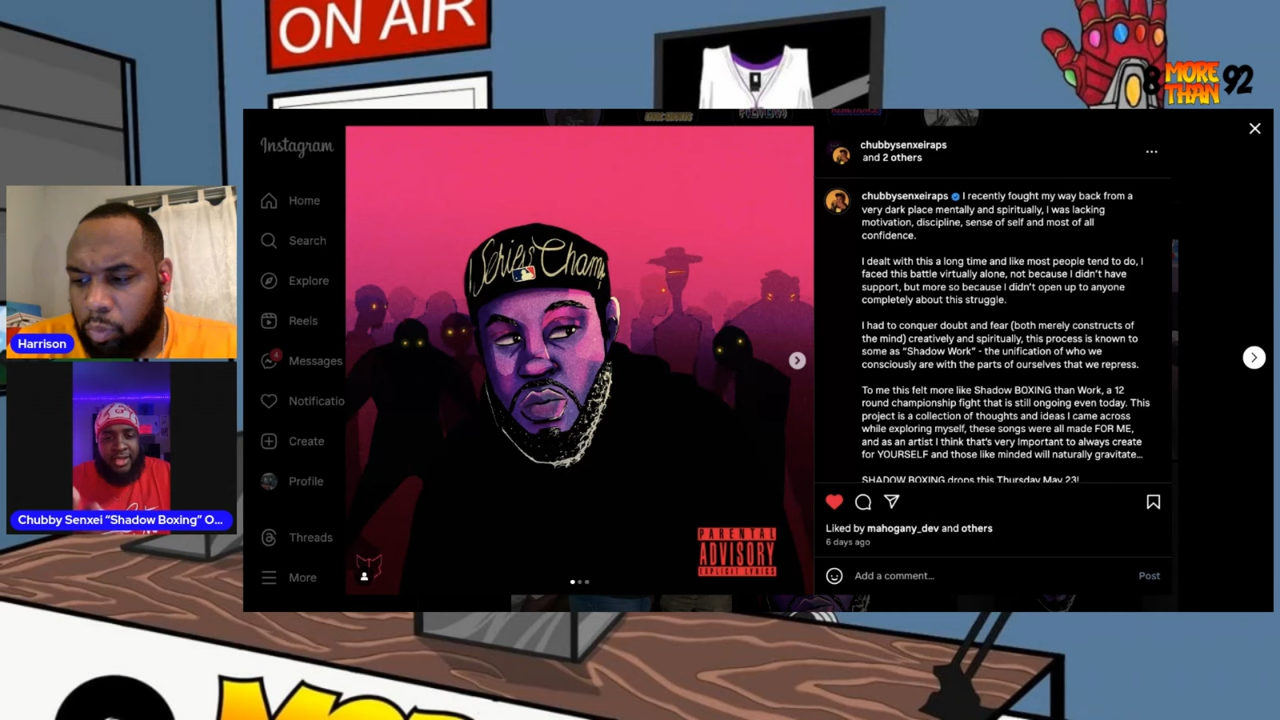 ON AIR
8 MORE THAN 92
Instagram
Home
Search
Explore
Reels
4
Messages
Notificatio
Create
Profile
Threads
More
Series Champ
PARENTAL
ADVISORY
EXPLICIT LYRICS
chubbysenxeiraps
and 2 others
chubbysenxeiraps I recently fought my way back from a
very dark place mentally and spiritually, I was lacking
motivation, discipline, sense of self and most of all
confidence.
I dealt with this a long time and like most people tend to do, I
faced this battle virtually alone, not because I didn't have
support, but more so because I didn't open up to anyone
completely about this struggle.
I had to conquer doubt and fear (both merely constructs of
the mind) creatively and spiritually, this process is known to
some as “Shadow Work” - the unification of who we
consciously are with the parts of ourselves that we repress.
To me this felt more like Shadow BOXING than Work, a 12
round championship fight that is still ongoing even today. This
project is a collection of thoughts and ideas I came across
while exploring myself, these songs were all made FOR ME,
and as an artist I think that's very important to always create
for YOURSELF and those like minded will naturally gravitate...
SHADOW BOXING drops this Thursday May 23!
Liked by mahogany_dev and others
6 days ago
Add a comment...
Post
Harrison
Chubby Senxei “Shadow Boxing” O...